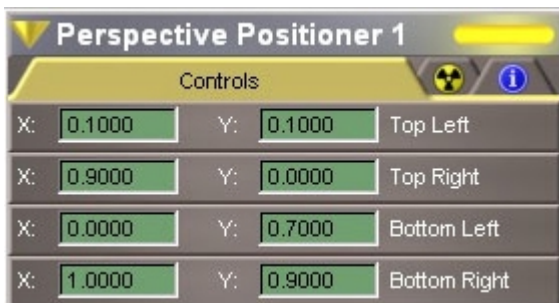 Perspective Positioner 1
Controls
X: 0.1000 Y: 0.1000 Top Left
X: 0.9000 Y: 0.0000 Top Right
X: 0.0000 Y: 0.7000 Bottom Left
X: 1.0000 Y: 0.9000 Bottom Right